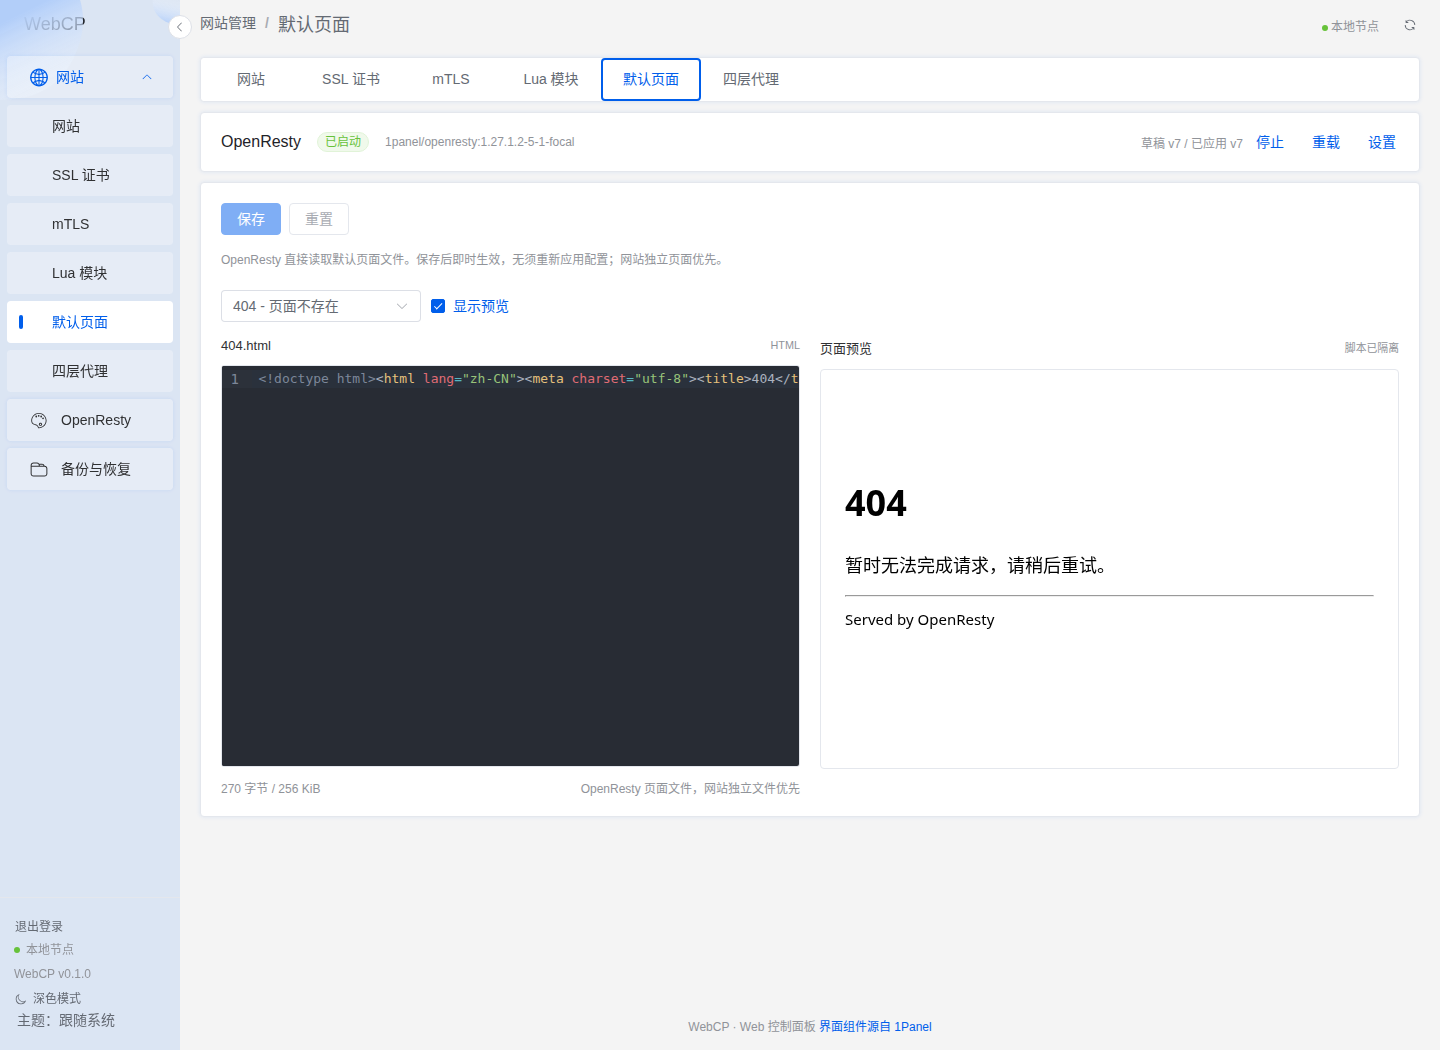 WebCP
网站
网站
SSL 证书
mTLS
Lua 模块
默认页面
四层代理
OpenResty
备份与恢复
退出登录
本地节点
WebCP v0.1.0
深色模式
主题：跟随系统
网站管理 / 默认页面
本地节点
网站 SSL 证书 mTLS Lua 模块 默认页面 四层代理
OpenResty 已启动 1panel/openresty:1.27.1.2-5-1-focal 草稿 v7 / 已应用 v7 停止 重载 设置
保存 重置
OpenResty 直接读取默认页面文件。保存后即时生效，无须重新应用配置；网站独立页面优先。
404 - 页面不存在 显示预览
404.html HTML
1 <!doctype html><html lang="zh-CN"><meta charset="utf-8"><title>404</t
270 字节 / 256 KiB OpenResty 页面文件，网站独立文件优先
页面预览 脚本已隔离
404
暂时无法完成请求，请稍后重试。
Served by OpenResty
WebCP · Web 控制面板 界面组件源自 1Panel